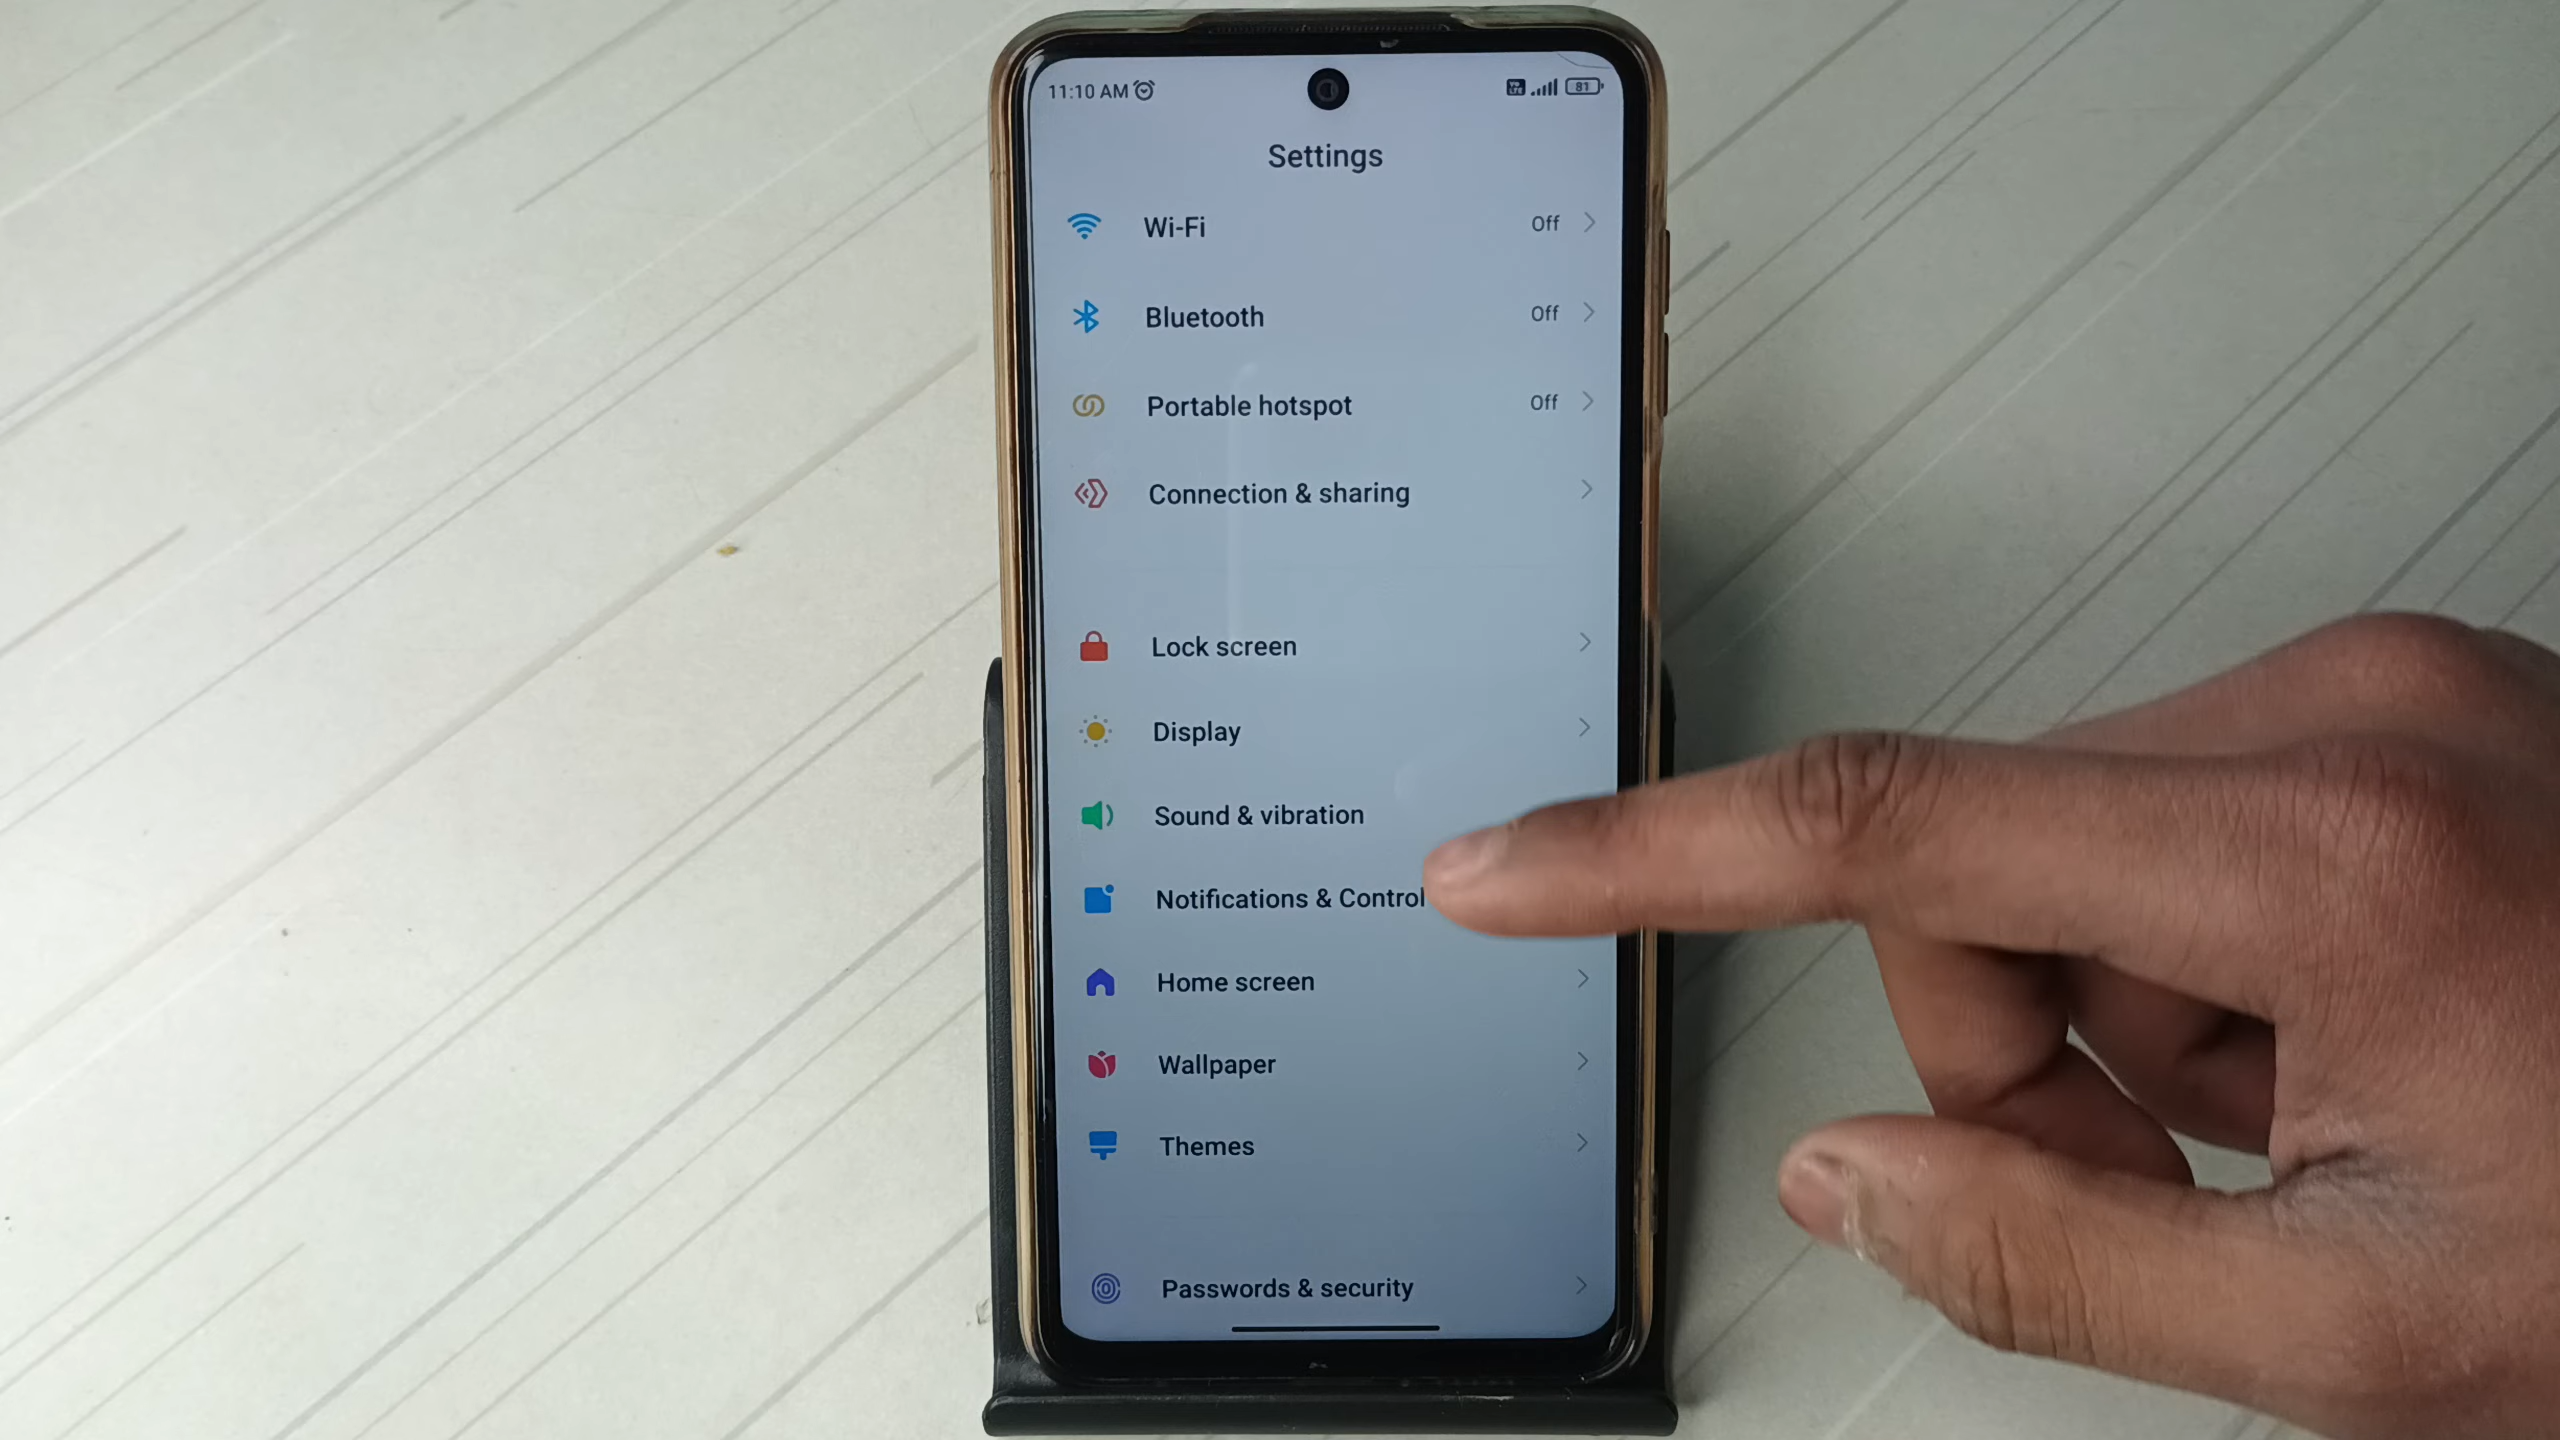 11:10 AM 81
Settings
Wi-Fi Off
Bluetooth Off
Portable hotspot Off
Connection & sharing
Lock screen
Display
Sound & vibration
Notifications & Control
Home screen
Wallpaper
Themes
Passwords & security